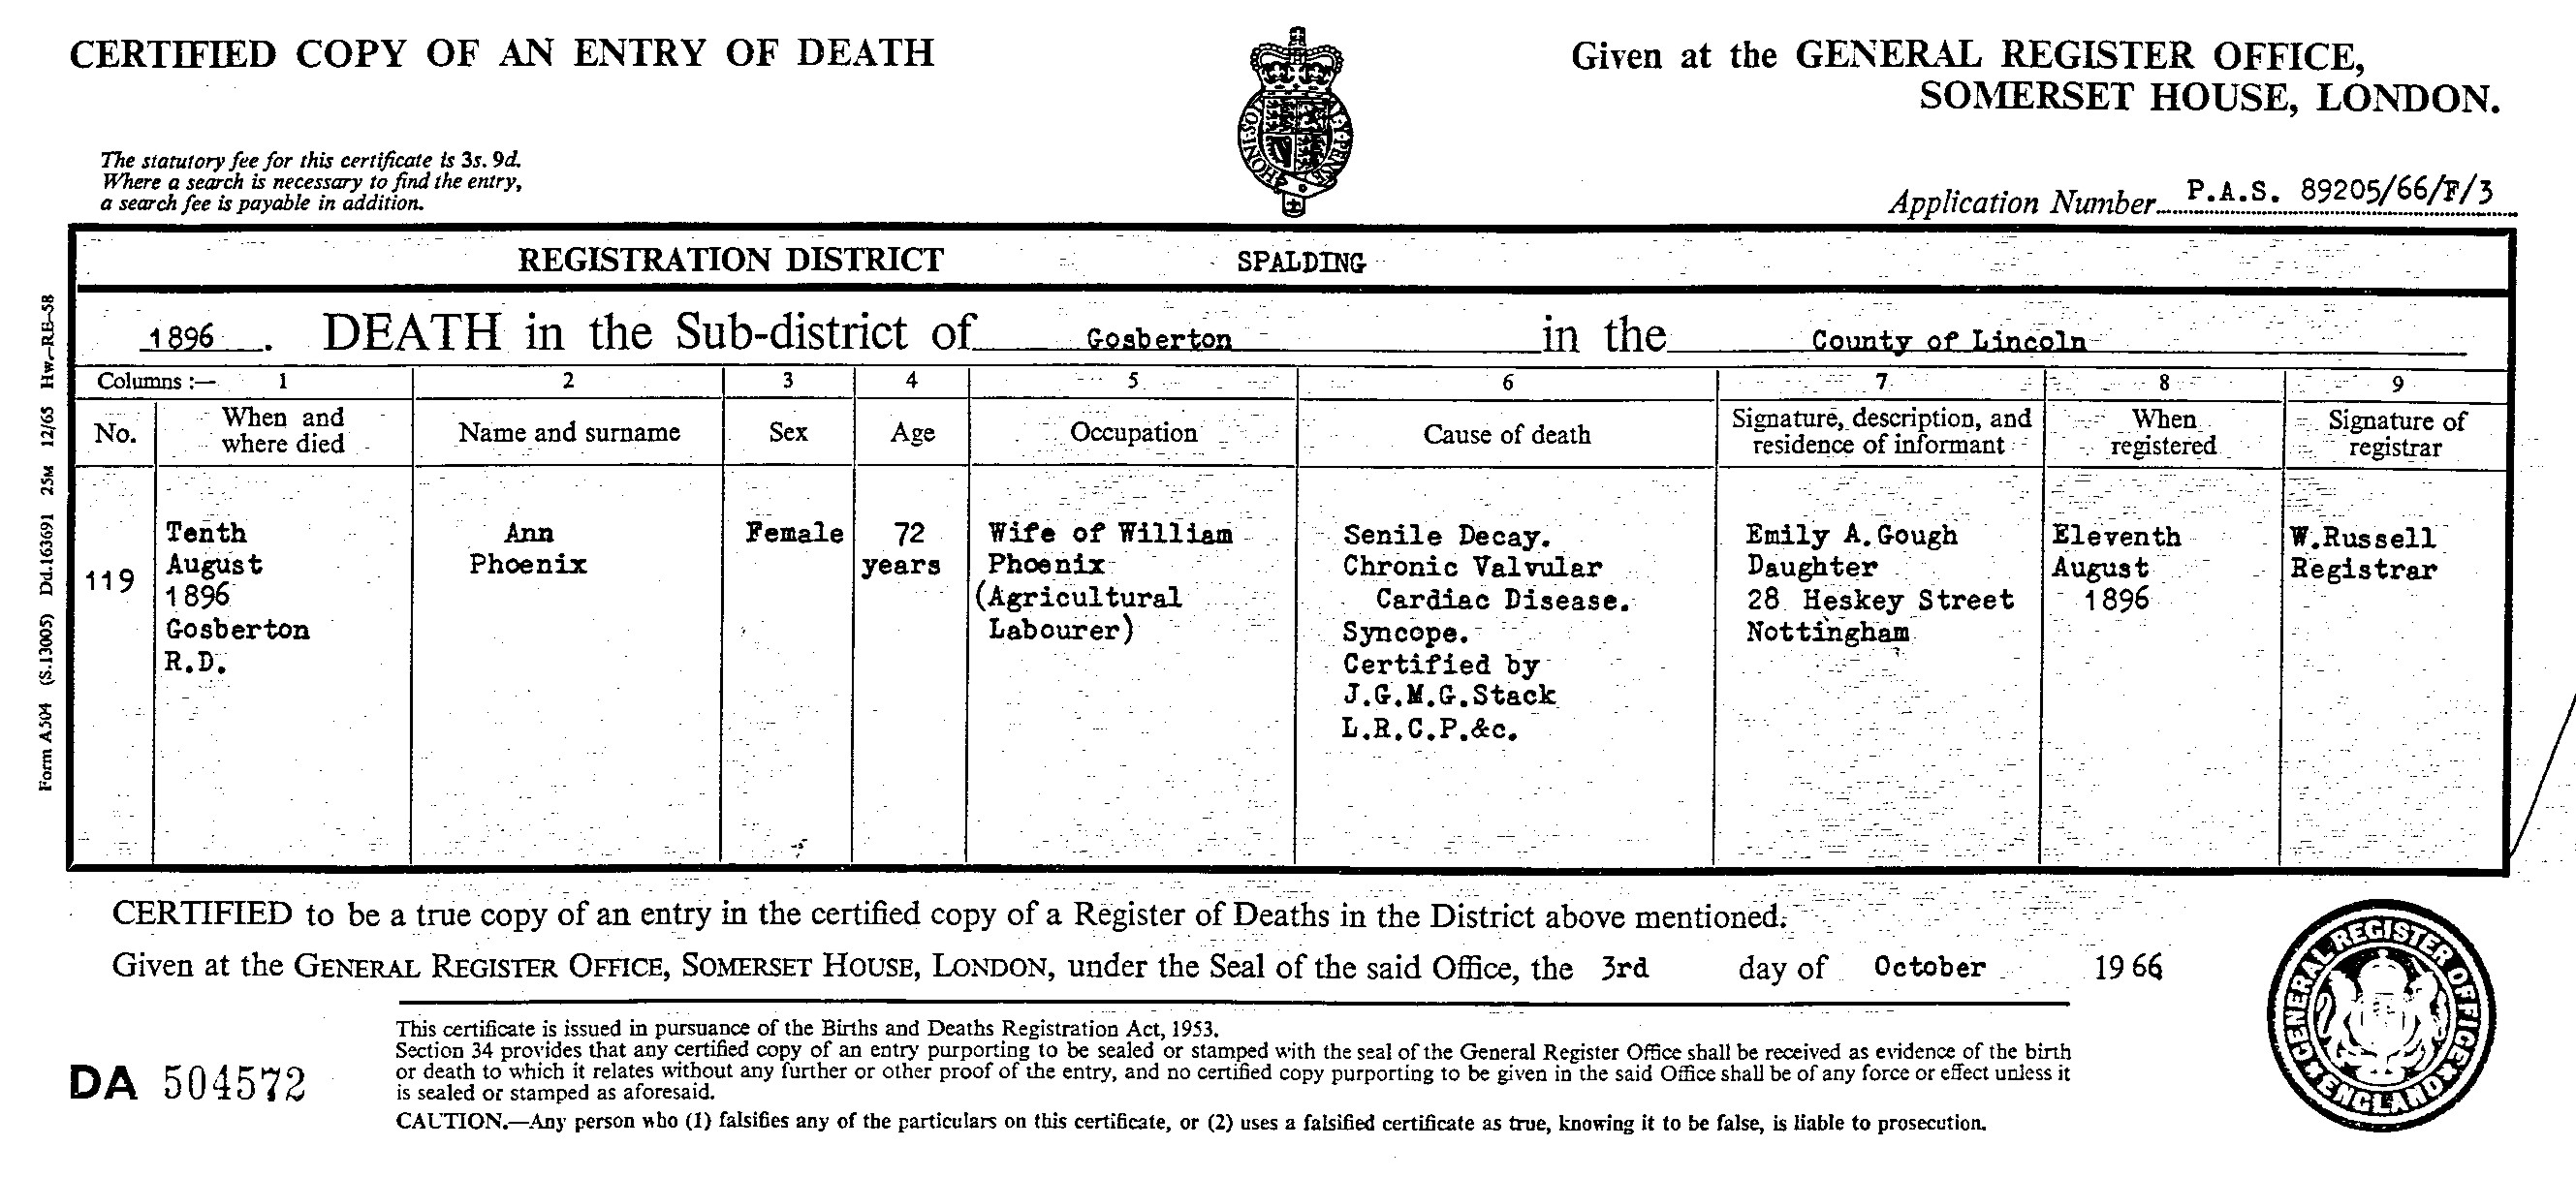 CERTIFIED COPY OF AN ENTRY OF DEATH
Given at the GENERAL REGISTER OFFICE,
SOMERSET HOUSE, LONDON.
The statutory fee for this certificate is 3s. 9d.
Where a search is necessary to find the entry,
a search fee is payable in addition.
HONI·SOI
Y·PENSE
Application Number P.A.S. 89205/66/F/3
REGISTRATION DISTRICT SPALDING
1896. DEATH in the Sub-district of Gosberton in the County of Lincoln
Columns :— 1 2 3 4 5 6 7 8 9
No.
When and
where died
Name and surname
Sex
Age
Occupation
Cause of death
Signature, description, and
residence of informant
When
registered
Signature of
registrar
119
Tenth
August
1896
Gosberton
R.D.
Ann
Phoenix
Female
72
years
Wife of William
Phoenix
(Agricultural
Labourer)
Senile Decay.
Chronic Valvular
Cardiac Disease.
Syncope.
Certified by
J.G.M.G.Stack
L.R.C.P.&c.
Emily A.Gough
Daughter
28 Heskey Street
Nottingham
Eleventh
August
1896
W.Russell
Registrar
Form A504 (S.13005) Dd.163691 25M 12/65 Hw.—RE-58
CERTIFIED to be a true copy of an entry in the certified copy of a Register of Deaths in the District above mentioned.
Given at the GENERAL REGISTER OFFICE, SOMERSET HOUSE, LONDON, under the Seal of the said Office, the 3rd day of October 1966
This certificate is issued in pursuance of the Births and Deaths Registration Act, 1953.
Section 34 provides that any certified copy of an entry purporting to be sealed or stamped with the seal of the General Register Office shall be received as evidence of the birth
or death to which it relates without any further or other proof of the entry, and no certified copy purporting to be given in the said Office shall be of any force or effect unless it
is sealed or stamped as aforesaid.
CAUTION.—Any person who (1) falsifies any of the particulars on this certificate, or (2) uses a falsified certificate as true, knowing it to be false, is liable to prosecution.
DA 504572
GENERAL REGISTER OFFICE
ENGLAND